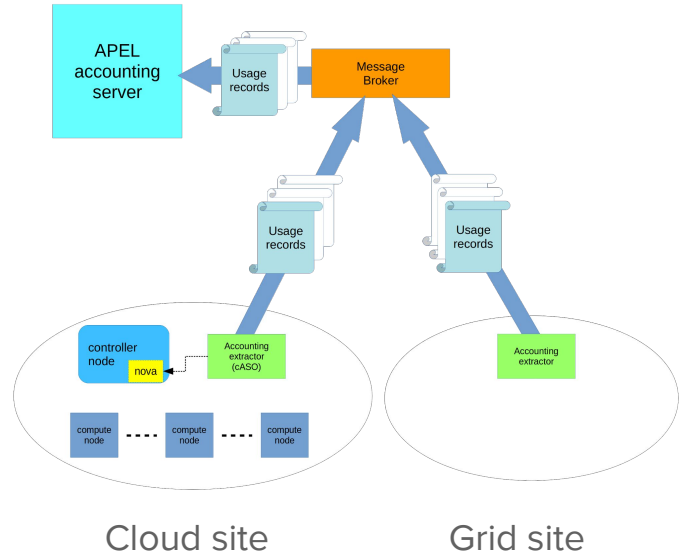 APEL
accounting
server
Usage
records
Message
Broker
Usage
records
Usage
records
controller
node
nova
Accounting
extractor
(cASO)
Accounting
extractor
compute
node
compute
node
compute
node
Cloud site
Grid site